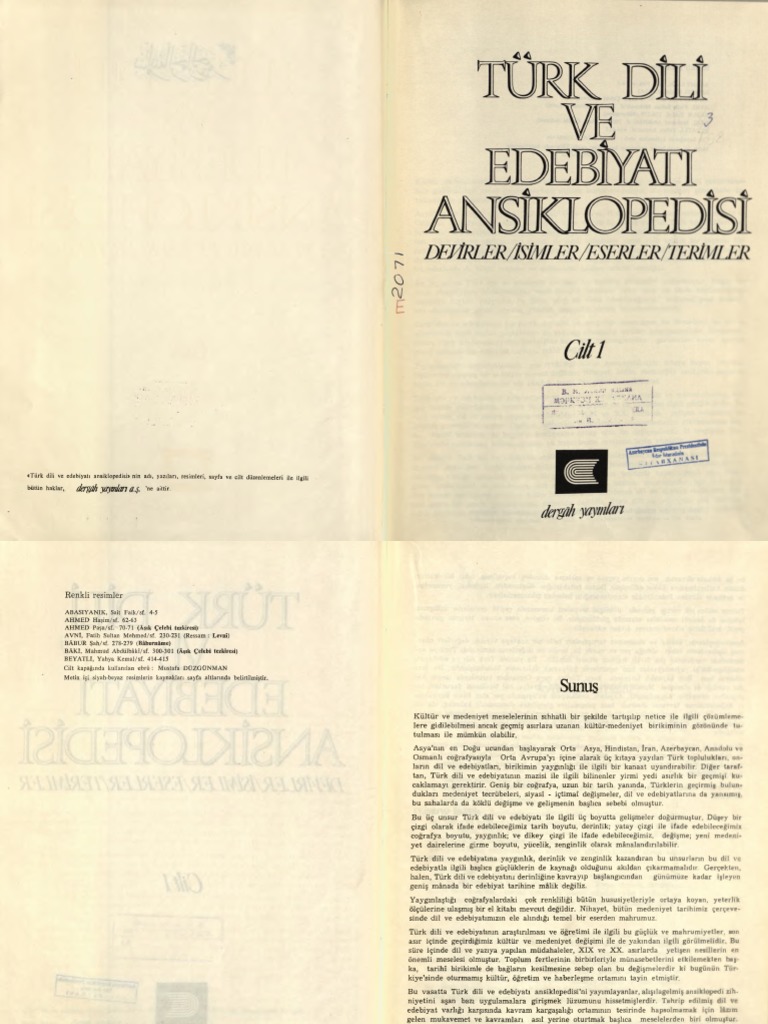 *Türk dili ve edebiyatı ansiklopedisi» nin adı, yazıları, resimleri, sayfa ve cilt düzenlemeleri ile ilgili
bütün haklar, dergâh yayınları a.ş. 'ne aittir.
TÜRK DİLİ
VE
EDEBİYATI
ANSİKLOPEDİSİ
DEVİRLER/İSİMLER/ESERLER/TERİMLER
3
E2071
Cilt 1
Azərbaycan Respublikası Prezidentinin
KİTABXANASI
dergâh yayınları
Renkli resimler
ABASIYANIK, Sait Faik/sf. 4-5
AHMED Haşim/sf. 62-63
AHMED Paşa/sf. 70-71 (Âşık Çelebi tezkiresi)
AVNÎ, Fatih Sultan Mehmed/sf. 230-231 (Ressam : Levnî)
BÂBUR Şah/sf. 278-279 (Bâburnâme)
BAKÎ, Mahmud Abdülbâkî/sf. 300-301 (Âşık Çelebi tezkiresi)
BEYATLI, Yahya Kemal/sf. 414-415
Cilt kapağında kullanılan ebrû : Mustafa DÜZGÜNMAN
Metin içi siyah-beyaz resimlerin kaynakları sayfa altlarında belirtilmiştir.
Sunuş
Kültür ve medeniyet meselelerinin sıhhatli bir şekilde tartışılıp netice ile ilgili çözümleme-
lere gidilebilmesi ancak geçmiş asırlara uzanan kültür-medeniyet birikiminin gözönünde tu-
tulması ile mümkün olabilir.
Asya'nın en Doğu ucundan başlayarak Orta Asya, Hindistan, İran, Azerbeycan, Anadolu ve
Osmanlı coğrafyasıyla Orta Avrupa'yı içine alarak üç kıtaya yayılan Türk toplulukları, on-
ların dil ve edebiyatları, birikimin yaygınlığı ile ilgili bir kanaat uyandırabilir. Diğer taraf-
tan, Türk dili ve edebiyatının mazisi ile ilgili bilinenler yirmi yedi asırlık bir geçmişi ku-
caklamayı gerektirir. Geniş bir coğrafya, uzun bir tarih yanında, Türklerin geçirmiş bulun-
dukları medeniyet tecrübeleri, siyasî - içtimaî değişmeler, dil ve edebiyatlarına da yansımış,
bu sahalarda da köklü değişme ve gelişmenin başlıca sebebi olmuştur.
Bu üç unsur Türk dili ve edebiyatı ile ilgili üç boyutta gelişmeler doğurmuştur. Düşey bir
çizgi olarak ifade edebileceğimiz tarih boyutu, derinlik; yatay çizgi ile ifade edebileceğimiz
coğrafya boyutu, yaygınlık; ve dikey çizgi ile ifade edebileceğimiz, değişme; yeni medeni-
yet dairelerine girme boyutu, yücelik, zenginlik olarak mânalandırılabilir.
Türk dili ve edebiyatına yaygınlık, derinlik ve zenginlik kazandıran bu unsurların bu dil ve
edebiyatla ilgili başlıca güçlüklerin de kaynağı olduğunu akıldan çıkarmamalıdır. Gerçekten,
halen, Türk dili ve edebiyatını derinliğine kavrayıp başlangıcından günümüze kadar işleyen
geniş mânada bir edebiyat tarihine mâlik değiliz.
Yaygınlaştığı coğrafyalardaki çok renkliliği bütün hususiyetleriyle ortaya koyan, yeterlik
ölçülerine ulaşmış bir el kitabı mevcut değildir. Nihayet, bütün medeniyet tarihimiz çerçeve-
sinde dil ve edebiyatımızın ele alındığı temel bir eserden mahrumuz.
Türk dili ve edebiyatının araştırılması ve öğretimi ile ilgili bu güçlük ve mahrumiyetler, son
asır içinde geçirdiğimiz kültür ve medeniyet değişimi ile de yakından ilgili görülmelidir. Bu
süre içinde dil ve yazıya yapılan müdahaleler, XIX ve XX. asırlarda yetişen nesillerin en
önemli meselesi olmuştur. Toplum fertlerinin birbirleriyle münasebetlerini etkilemekten baş-
ka, tarihî birikimle de bağların kesilmesine sebep olan bu değişmelerdir ki bugünün Tür-
kiye'sinde oturmamış kültür, öğretim ve haberleşme ortamını tayin etmiştir.
Bu vasatta Türk dili ve edebiyatı ansiklopedisi'ni yayımlayanlar, alışılagelmiş ansiklopedi zih-
niyetini aşan bazı uygulamalara girişmek lüzumunu hissetmişlerdir. Tahrip edilmiş dil ve
edebiyat varlığı karşısında kavram kargaşalığı ortamının tesirinde hapsolmamak için lâzım
gelen mukavemet ve kavramları asıl yerine oturtmak başlıca meselelerden biri olmuştur.